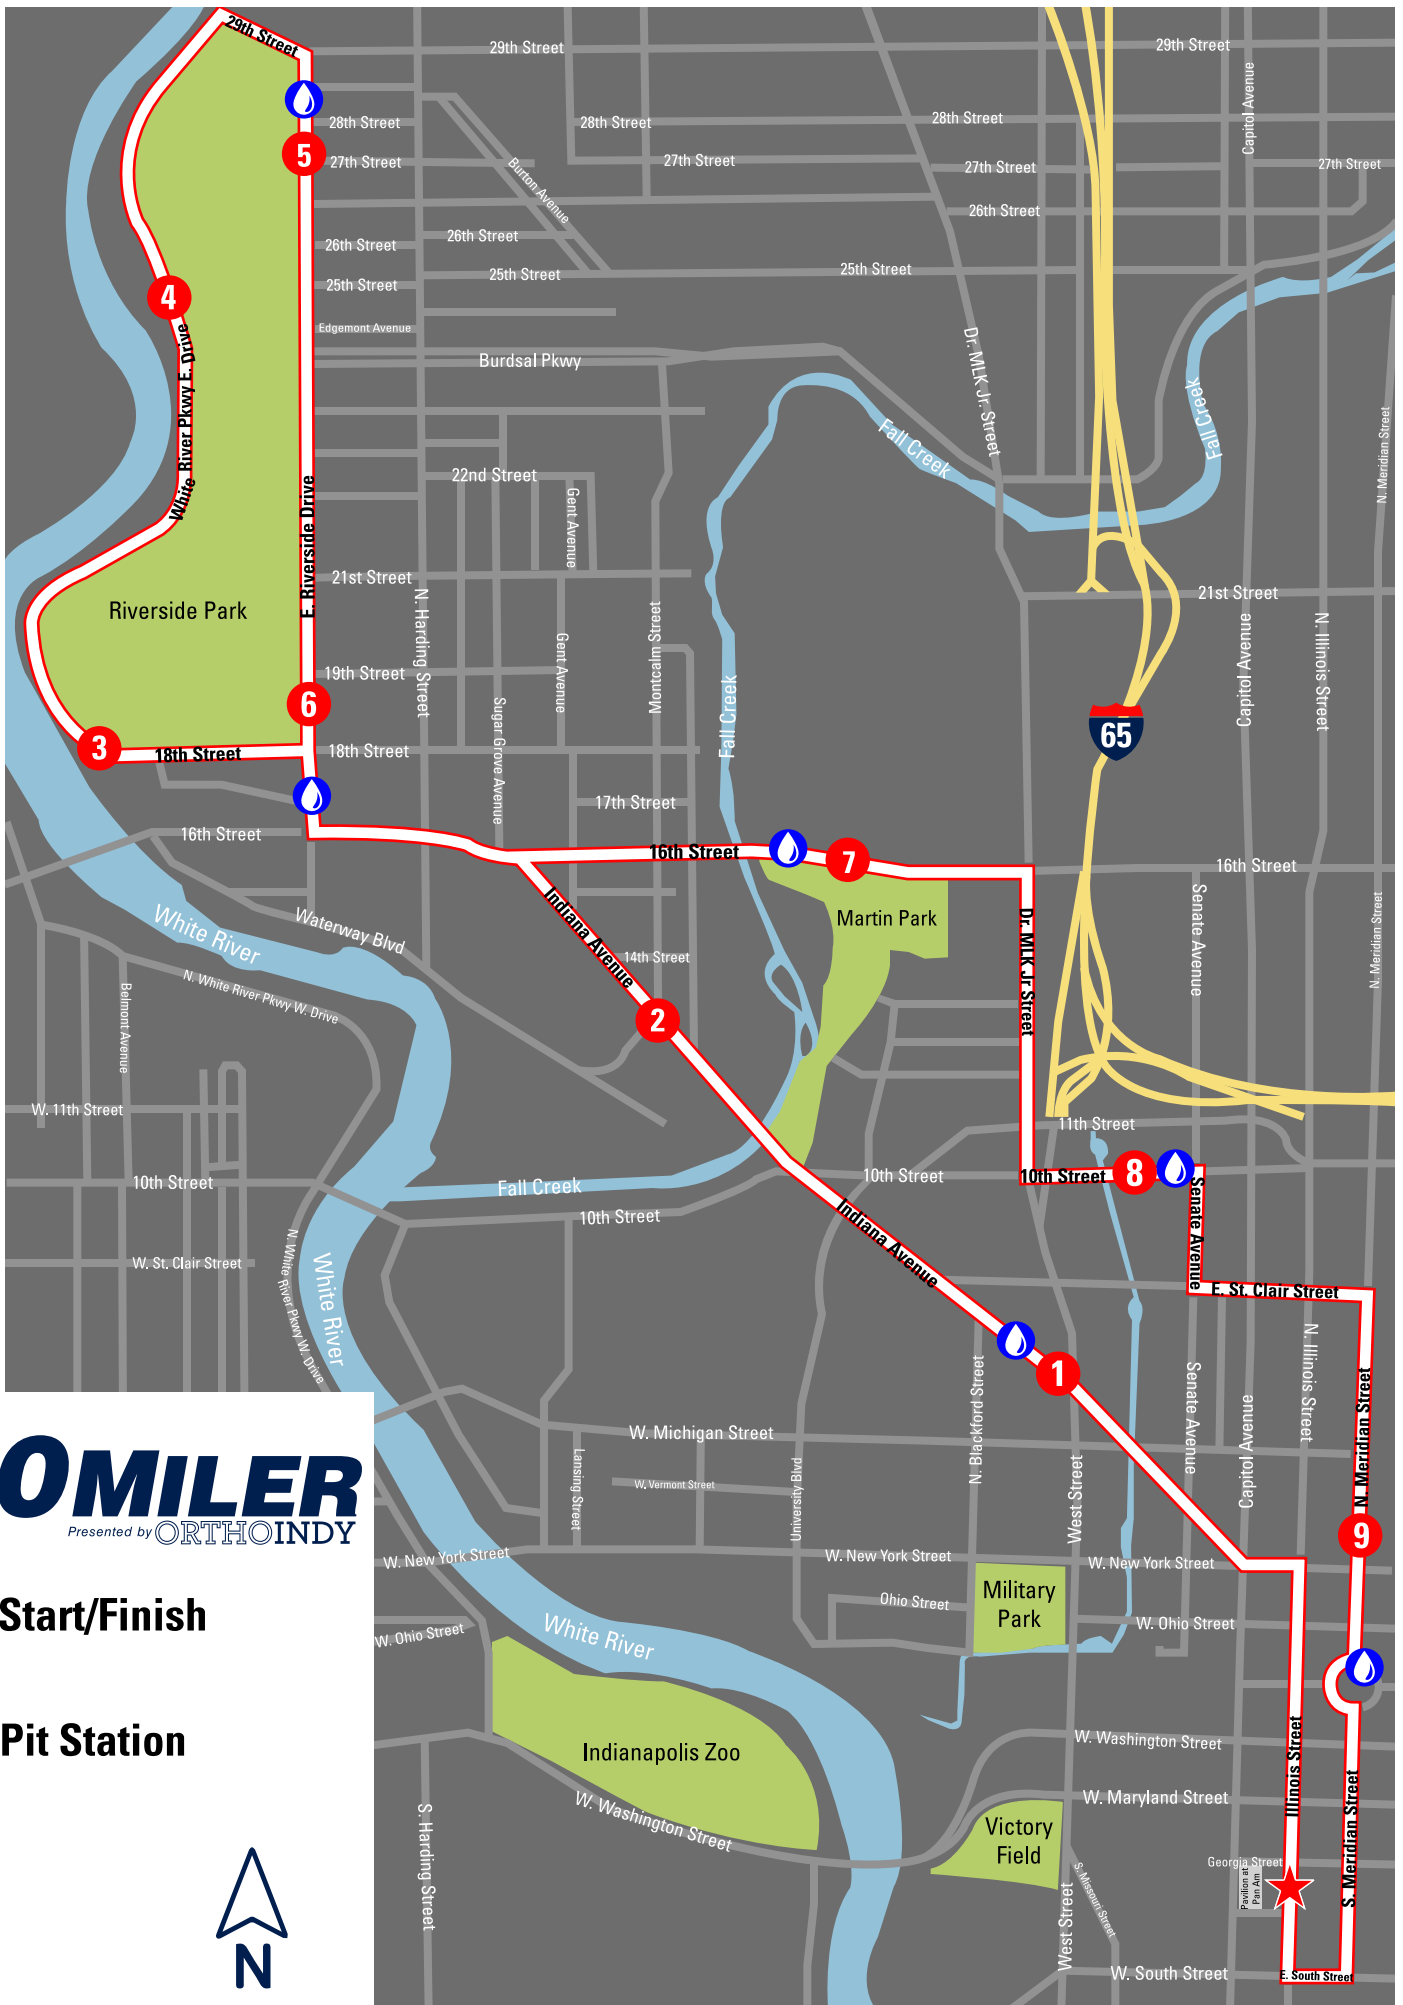 29th Street
29th Street
29th Street
Capitol Avenue
28th Street
28th Street
28th Street
5
27th Street
Burton Avenue
27th Street
27th Street
27th Street
26th Street
26th Street
26th Street
25th Street
25th Street
25th Street
4
Edgemont Avenue
Burdsal Pkwy
Dr. MLK Jr. Street
White River Pkwy E. Drive
Fall Creek
Fall Creek
N. Meridian Street
22nd Street
Gent Avenue
E. Riverside Drive
21st Street
21st Street
Riverside Park
N. Harding Street
Gent Avenue
Montcalm Street
Capitol Avenue
N. Illinois Street
19th Street
Fall Creek
6
Sugar Grove Avenue
65
3
18th Street
18th Street
17th Street
16th Street
16th Street
7
16th Street
Indiana Avenue
Martin Park
Senate Avenue
N. Meridian Street
White River
Waterway Blvd
Dr. MLK Jr Street
14th Street
N. White River Pkwy W. Drive
Belmont Avenue
2
W. 11th Street
11th Street
10th Street
Fall Creek
10th Street
10th Street
8
10th Street
Senate Avenue
Indiana Avenue
W. St. Clair Street
N. White River Pkwy W. Drive
White River
E. St. Clair Street
N. Illinois Street
1
N. Blackford Street
Senate Avenue
Capitol Avenue
N. Meridian Street
W. Michigan Street
Lansing Street
W. Vermont Street
University Blvd
West Street
0 MILER
Presented by ORTHOINDY
9
W. New York Street
W. New York Street
W. New York Street
Military
Park
Ohio Street
W. Ohio Street
W. Ohio Street
Start/Finish
White River
Pit Station
Indianapolis Zoo
W. Washington Street
W. Washington Street
Illinois Street
S. Meridian Street
W. Maryland Street
S. Harding Street
Victory
Field
Georgia Street
Pavilion at
Pan Am
S. Missouri Street
West Street
W. South Street
E. South Street
N